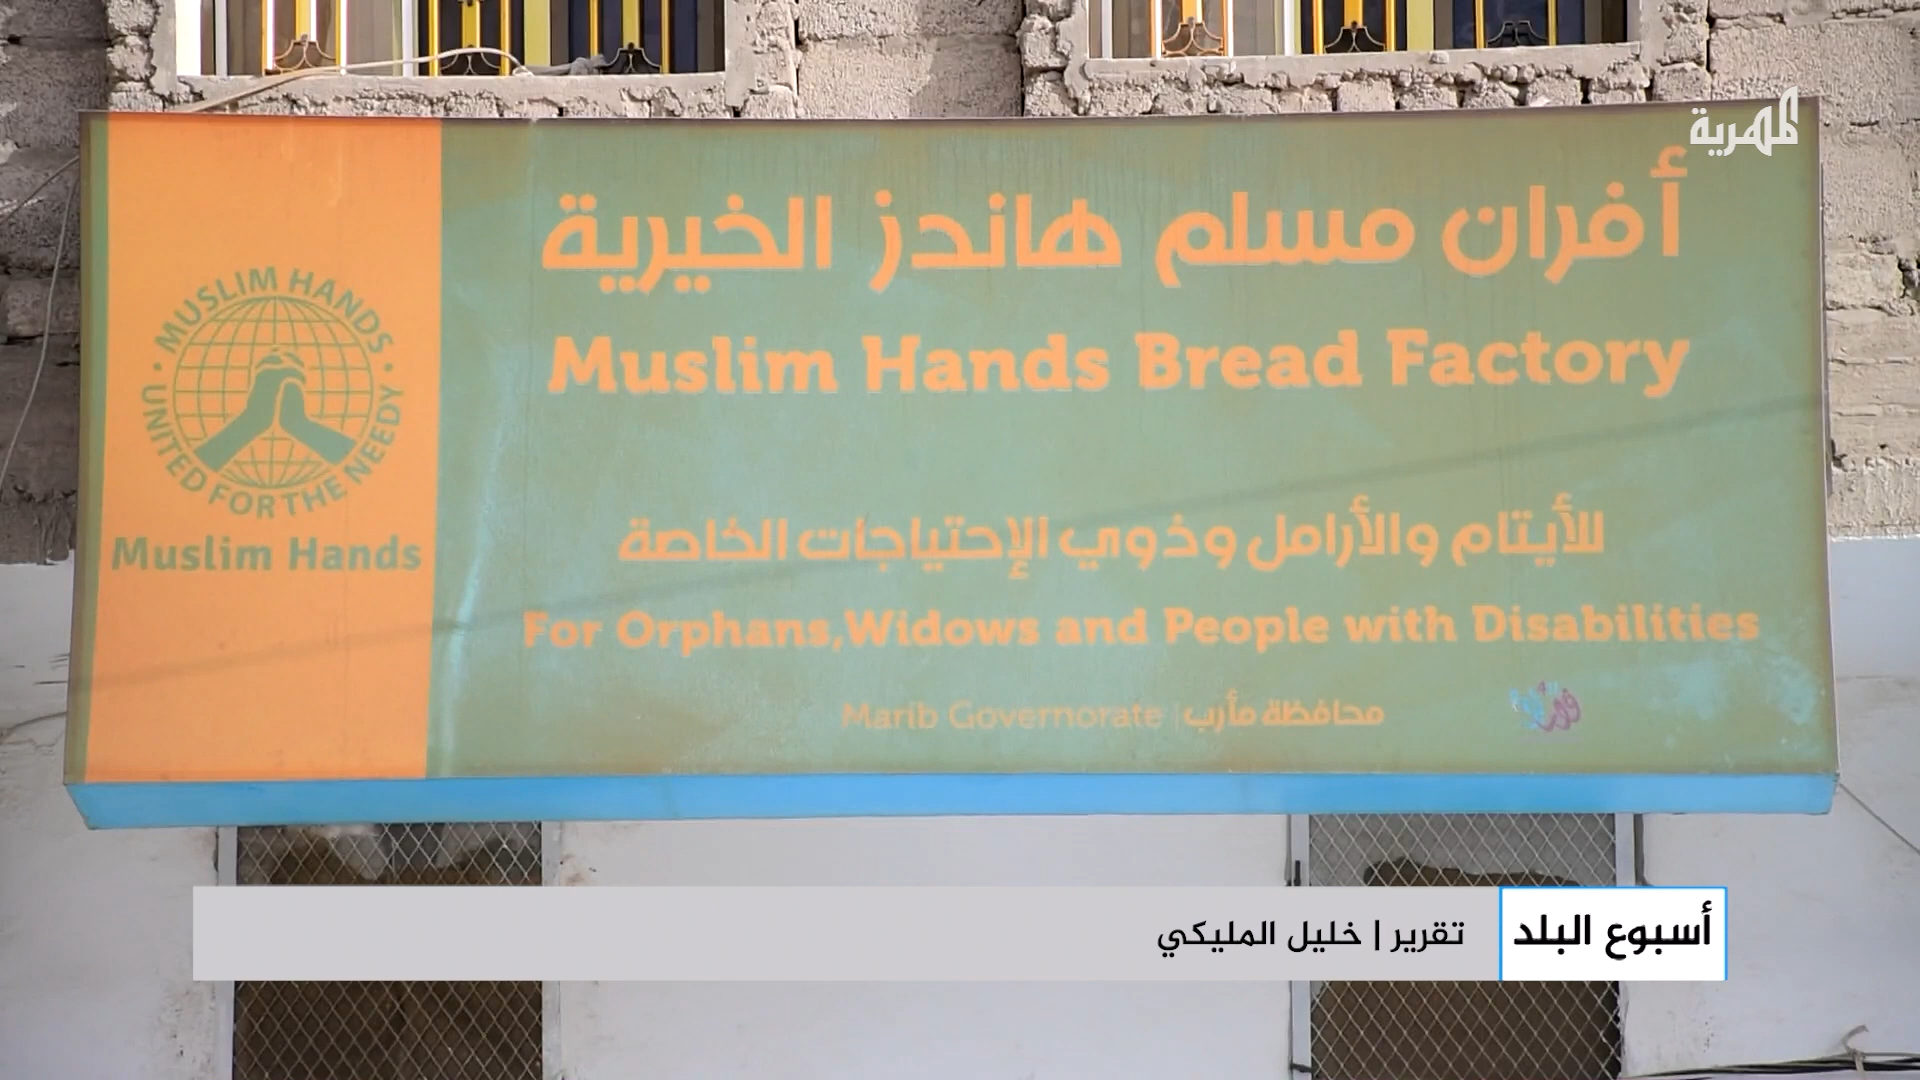 المهرية
أفران مسلم هاندز الخيرية
Muslim Hands Bread Factory
MUSLIM HANDS
UNITED FOR THE NEEDY
Muslim Hands
للأيتام والأرامل وذوي الإحتياجات الخاصة
For Orphans,Widows and People with Disabilities
محافظة مأرب | Marib Governorate
أسبوع البلد
تقرير | خليل المليكي